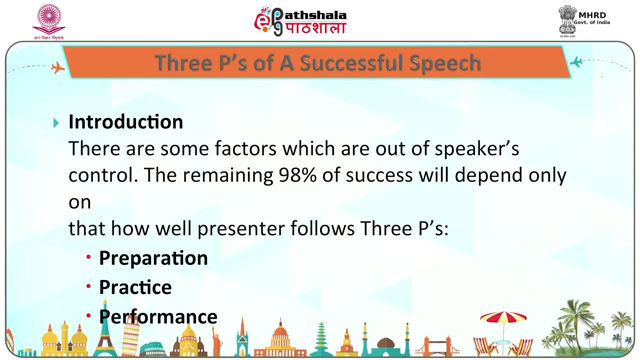 Pathshala
पाठशाला
MHRD
Govt. of India
Three P's of A Successful Speech
Introduction
There are some factors which are out of speaker's
control. The remaining 98% of success will depend only
on
that how well presenter follows Three P's:
• Preparation
• Practice
• Performance